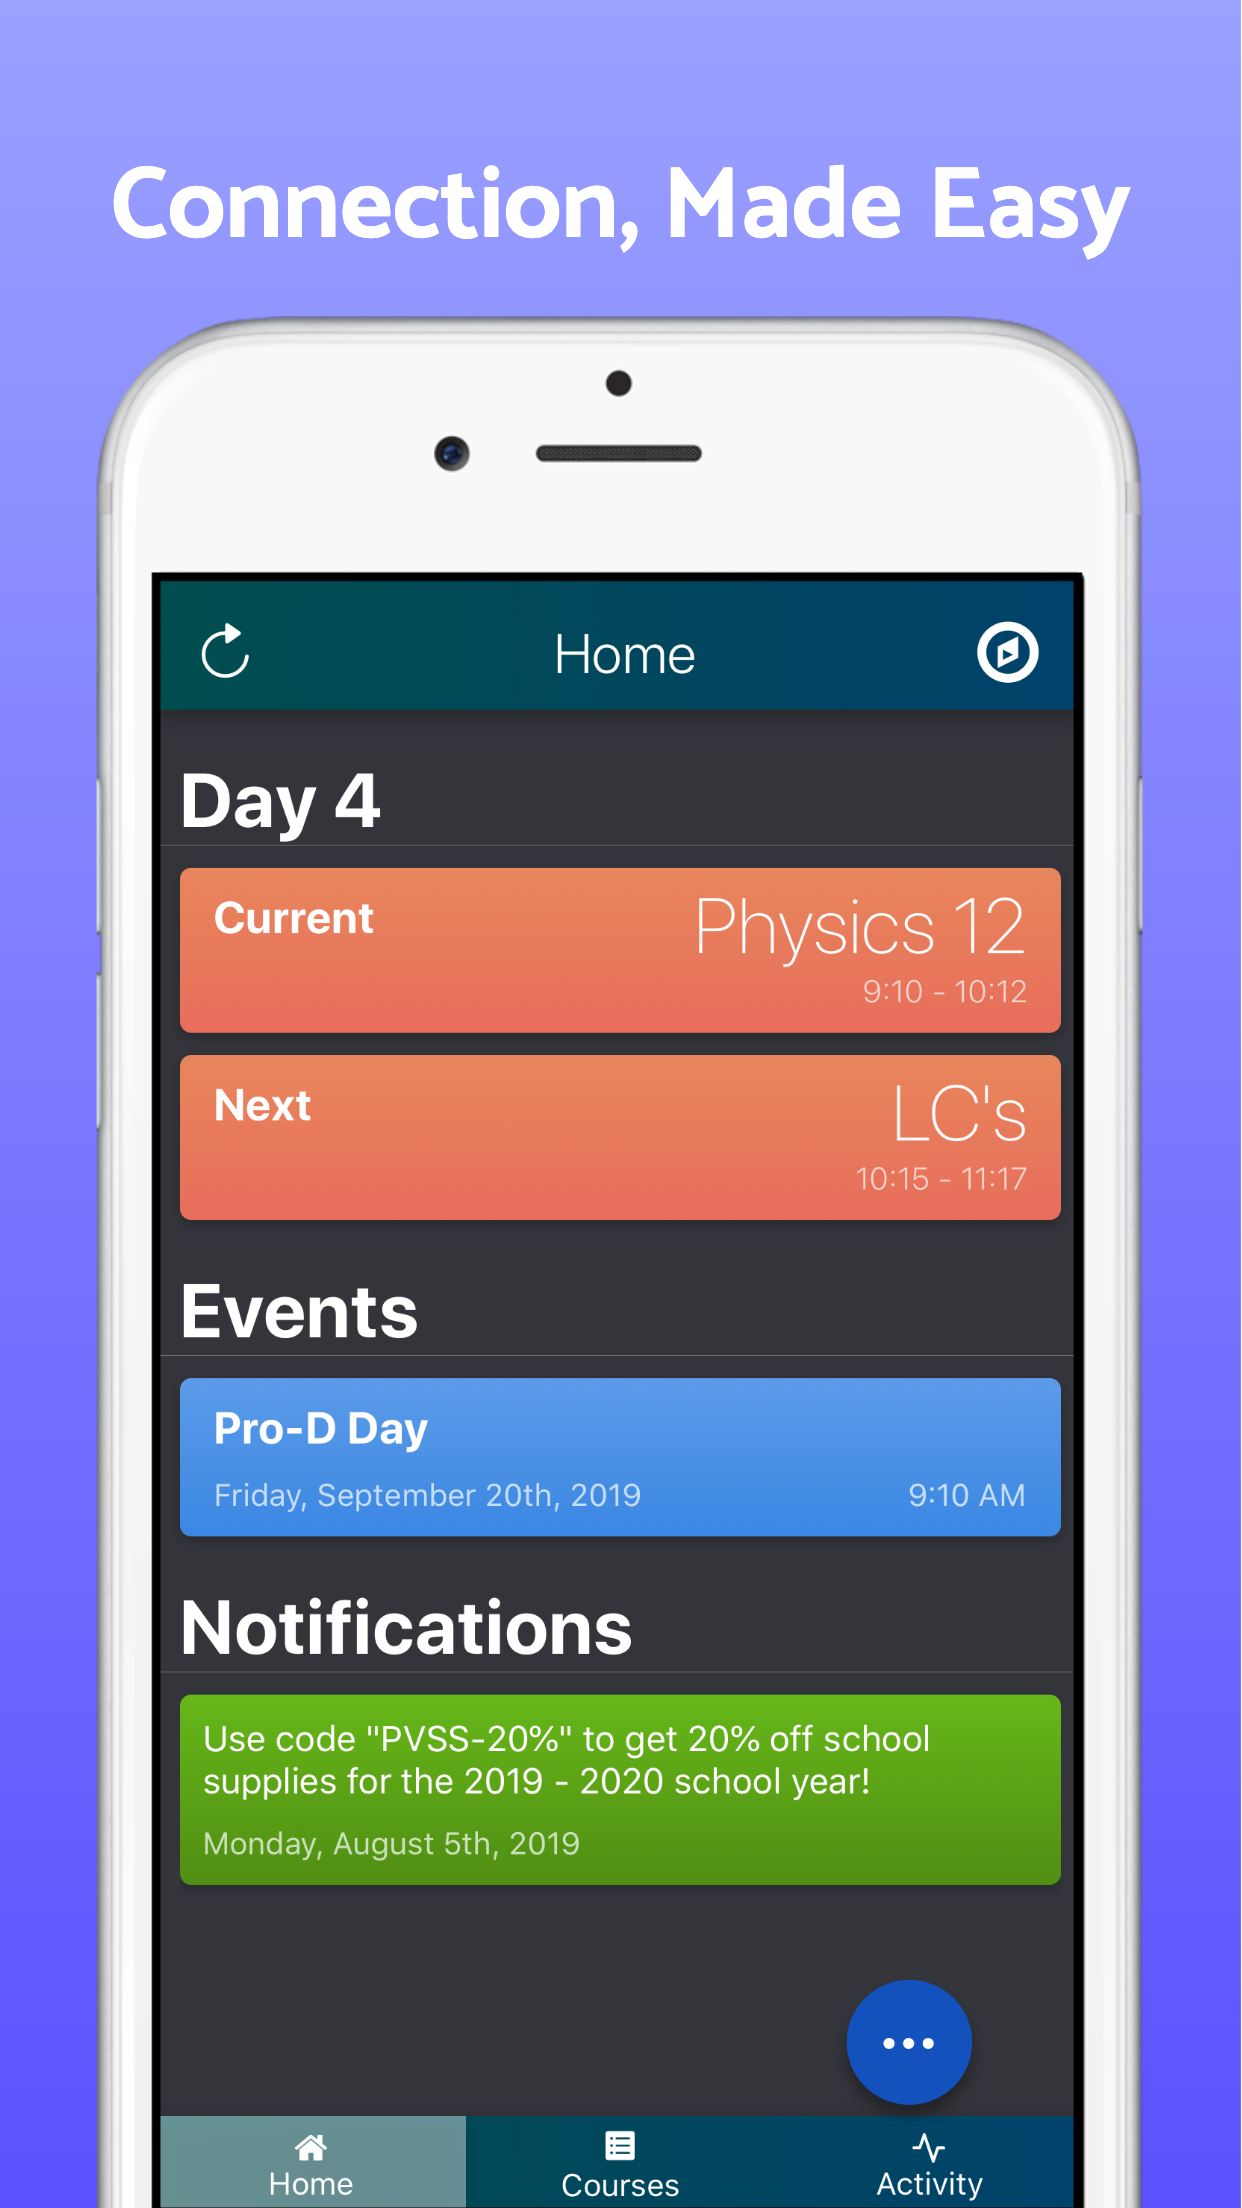 Connection, Made Easy
Home
Day 4
Current
Physics 12
9:10 - 10:12
Next
LC's
10:15 - 11:17
Events
Pro-D Day
Friday, September 20th, 2019 9:10 AM
Notifications
Use code "PVSS-20%" to get 20% off school
supplies for the 2019 - 2020 school year!
Monday, August 5th, 2019
Home Courses Activity